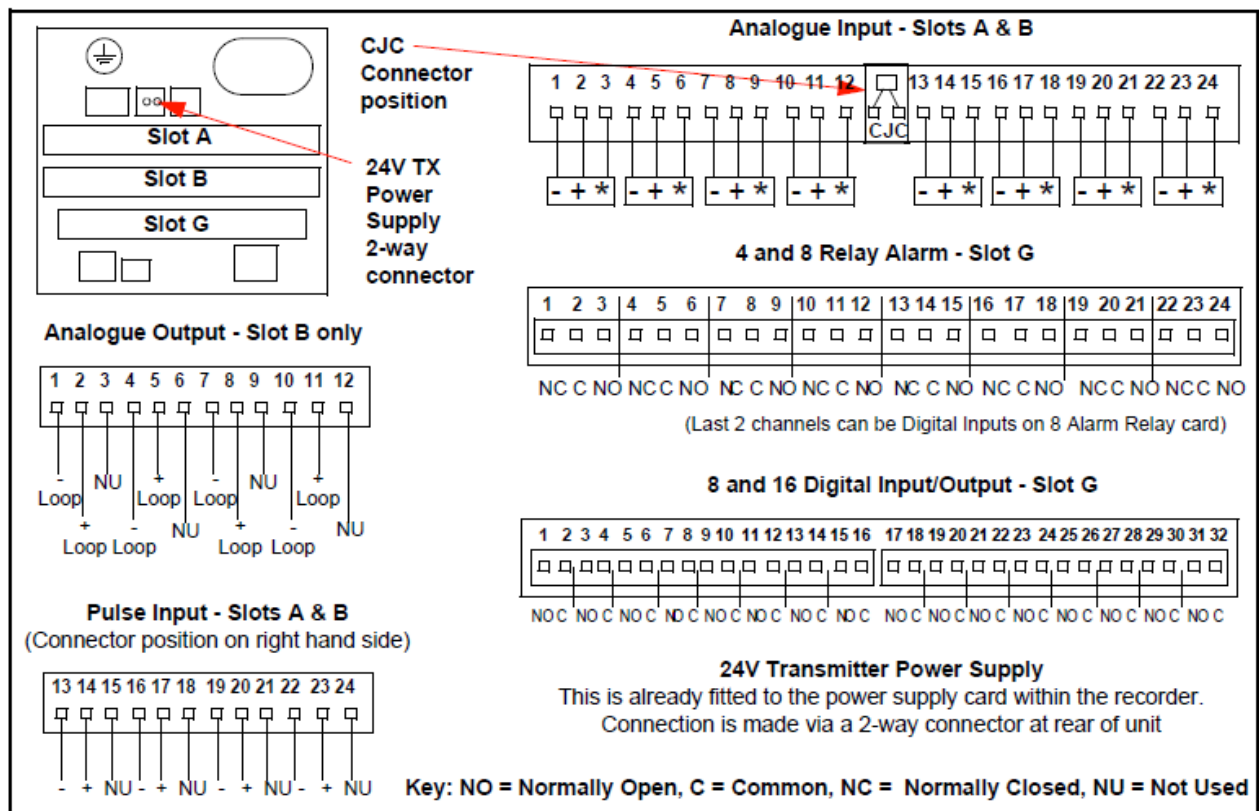 CJC
Connector
position
Slot A
Slot B
Slot G
24V TX
Power
Supply
2-way
connector
Analogue Input - Slots A & B
1 2 3 4 5 6 7 8 9 10 11 12 13 14 15 16 17 18 19 20 21 22 23 24
CJC
- + * - + * - + * - + * - + * - + * - + * - + *
4 and 8 Relay Alarm - Slot G
1 2 3 4 5 6 7 8 9 10 11 12 13 14 15 16 17 18 19 20 21 22 23 24
NC C NO NC C NO NC C NO NC C NO NC C NO NC C NO NC C NO NC C NO
(Last 2 channels can be Digital Inputs on 8 Alarm Relay card)
Analogue Output - Slot B only
1 2 3 4 5 6 7 8 9 10 11 12
- NU + - NU +
Loop Loop Loop Loop
+ - NU + - NU
Loop Loop Loop Loop
8 and 16 Digital Input/Output - Slot G
1 2 3 4 5 6 7 8 9 10 11 12 13 14 15 16 17 18 19 20 21 22 23 24 25 26 27 28 29 30 31 32
NO C NO C NO C NO C NO C NO C NO C NO C NO C NO C NO C NO C NO C NO C NO C NO C
Pulse Input - Slots A & B
(Connector position on right hand side)
13 14 15 16 17 18 19 20 21 22 23 24
- + NU - + NU - + NU - + NU
24V Transmitter Power Supply
This is already fitted to the power supply card within the recorder.
Connection is made via a 2-way connector at rear of unit
Key: NO = Normally Open, C = Common, NC = Normally Closed, NU = Not Used